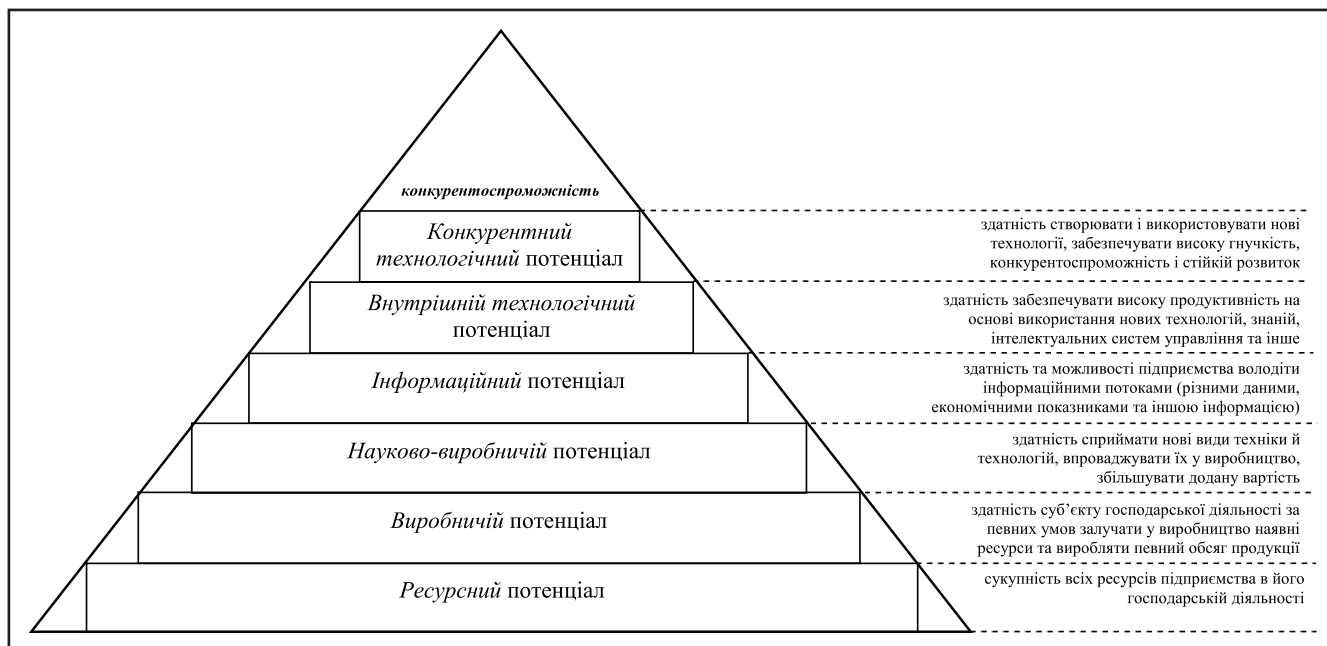 конкурентоспроможність
Конкурентний
технологічний потенціал
здатність створювати і використовувати нові
технології, забезпечувати високу гнучкість,
конкурентоспроможність і стійкій розвиток
Внутрішній технологічний
потенціал
здатність забезпечувати високу продуктивність на
основі використання нових технологій, знаній,
інтелектуальних систем управління та інше
Інформаційний потенціал
здатність та можливості підприємства володіти
інформаційними потоками (різними даними,
економічними показниками та іншою інформацією)
Науково-виробничій потенціал
здатність сприймати нові види техніки й
технологій, впроваджувати їх у виробництво,
збільшувати додану вартість
Виробничій потенціал
здатність суб’єкту господарської діяльності за
певних умов залучати у виробництво наявні
ресурси та виробляти певний обсяг продукції
Ресурсний потенціал
сукупність всіх ресурсів підприємства в його
господарській діяльності